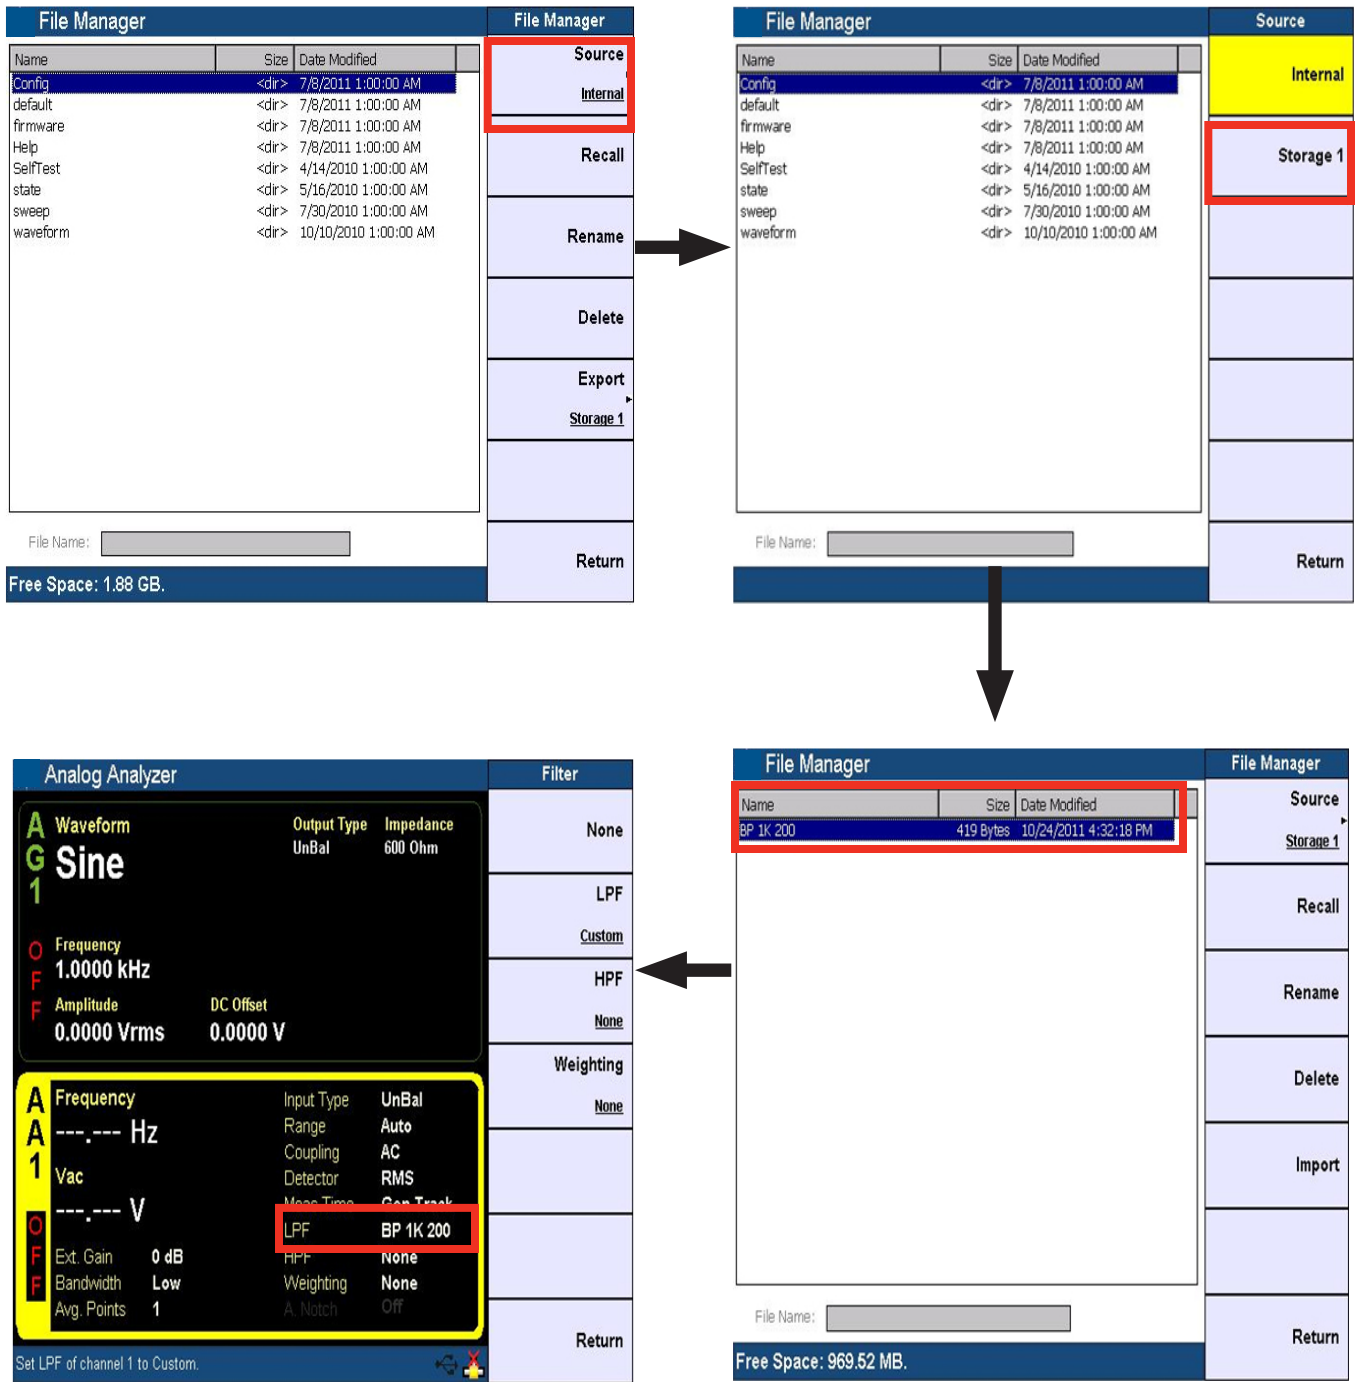 File Manager
File Manager
Name Size Date Modified
Config <dir> 7/8/2011 1:00:00 AM
default <dir> 7/8/2011 1:00:00 AM
firmware <dir> 7/8/2011 1:00:00 AM
Help <dir> 7/8/2011 1:00:00 AM
SelfTest <dir> 4/14/2010 1:00:00 AM
state <dir> 5/16/2010 1:00:00 AM
sweep <dir> 7/30/2010 1:00:00 AM
waveform <dir> 10/10/2010 1:00:00 AM
File Name:
Free Space: 1.88 GB.
Source
Internal
Recall
Rename
Delete
Export
Storage 1
Return
File Manager
Source
Name Size Date Modified
Config <dir> 7/8/2011 1:00:00 AM
default <dir> 7/8/2011 1:00:00 AM
firmware <dir> 7/8/2011 1:00:00 AM
Help <dir> 7/8/2011 1:00:00 AM
SelfTest <dir> 4/14/2010 1:00:00 AM
state <dir> 5/16/2010 1:00:00 AM
sweep <dir> 7/30/2010 1:00:00 AM
waveform <dir> 10/10/2010 1:00:00 AM
File Name:
Internal
Storage 1
Return
Analog Analyzer
Filter
AG1
OFF
Waveform Output Type Impedance
Sine UnBal 600 Ohm
Frequency
1.0000 kHz
Amplitude DC Offset
0.0000 Vrms 0.0000 V
AA1
OFF
Frequency
---.--- Hz
Vac
---.--- V
Ext. Gain 0 dB
Bandwidth Low
Avg. Points 1
Input Type UnBal
Range Auto
Coupling AC
Detector RMS
Meas Time Gen Track
LPF BP 1K 200
HPF None
Weighting None
A. Notch Off
Set LPF of channel 1 to Custom.
None
LPF
Custom
HPF
None
Weighting
None
Return
File Manager
File Manager
Name Size Date Modified
BP 1K 200 419 Bytes 10/24/2011 4:32:18 PM
File Name:
Free Space: 969.52 MB.
Source
Storage 1
Recall
Rename
Delete
Import
Return